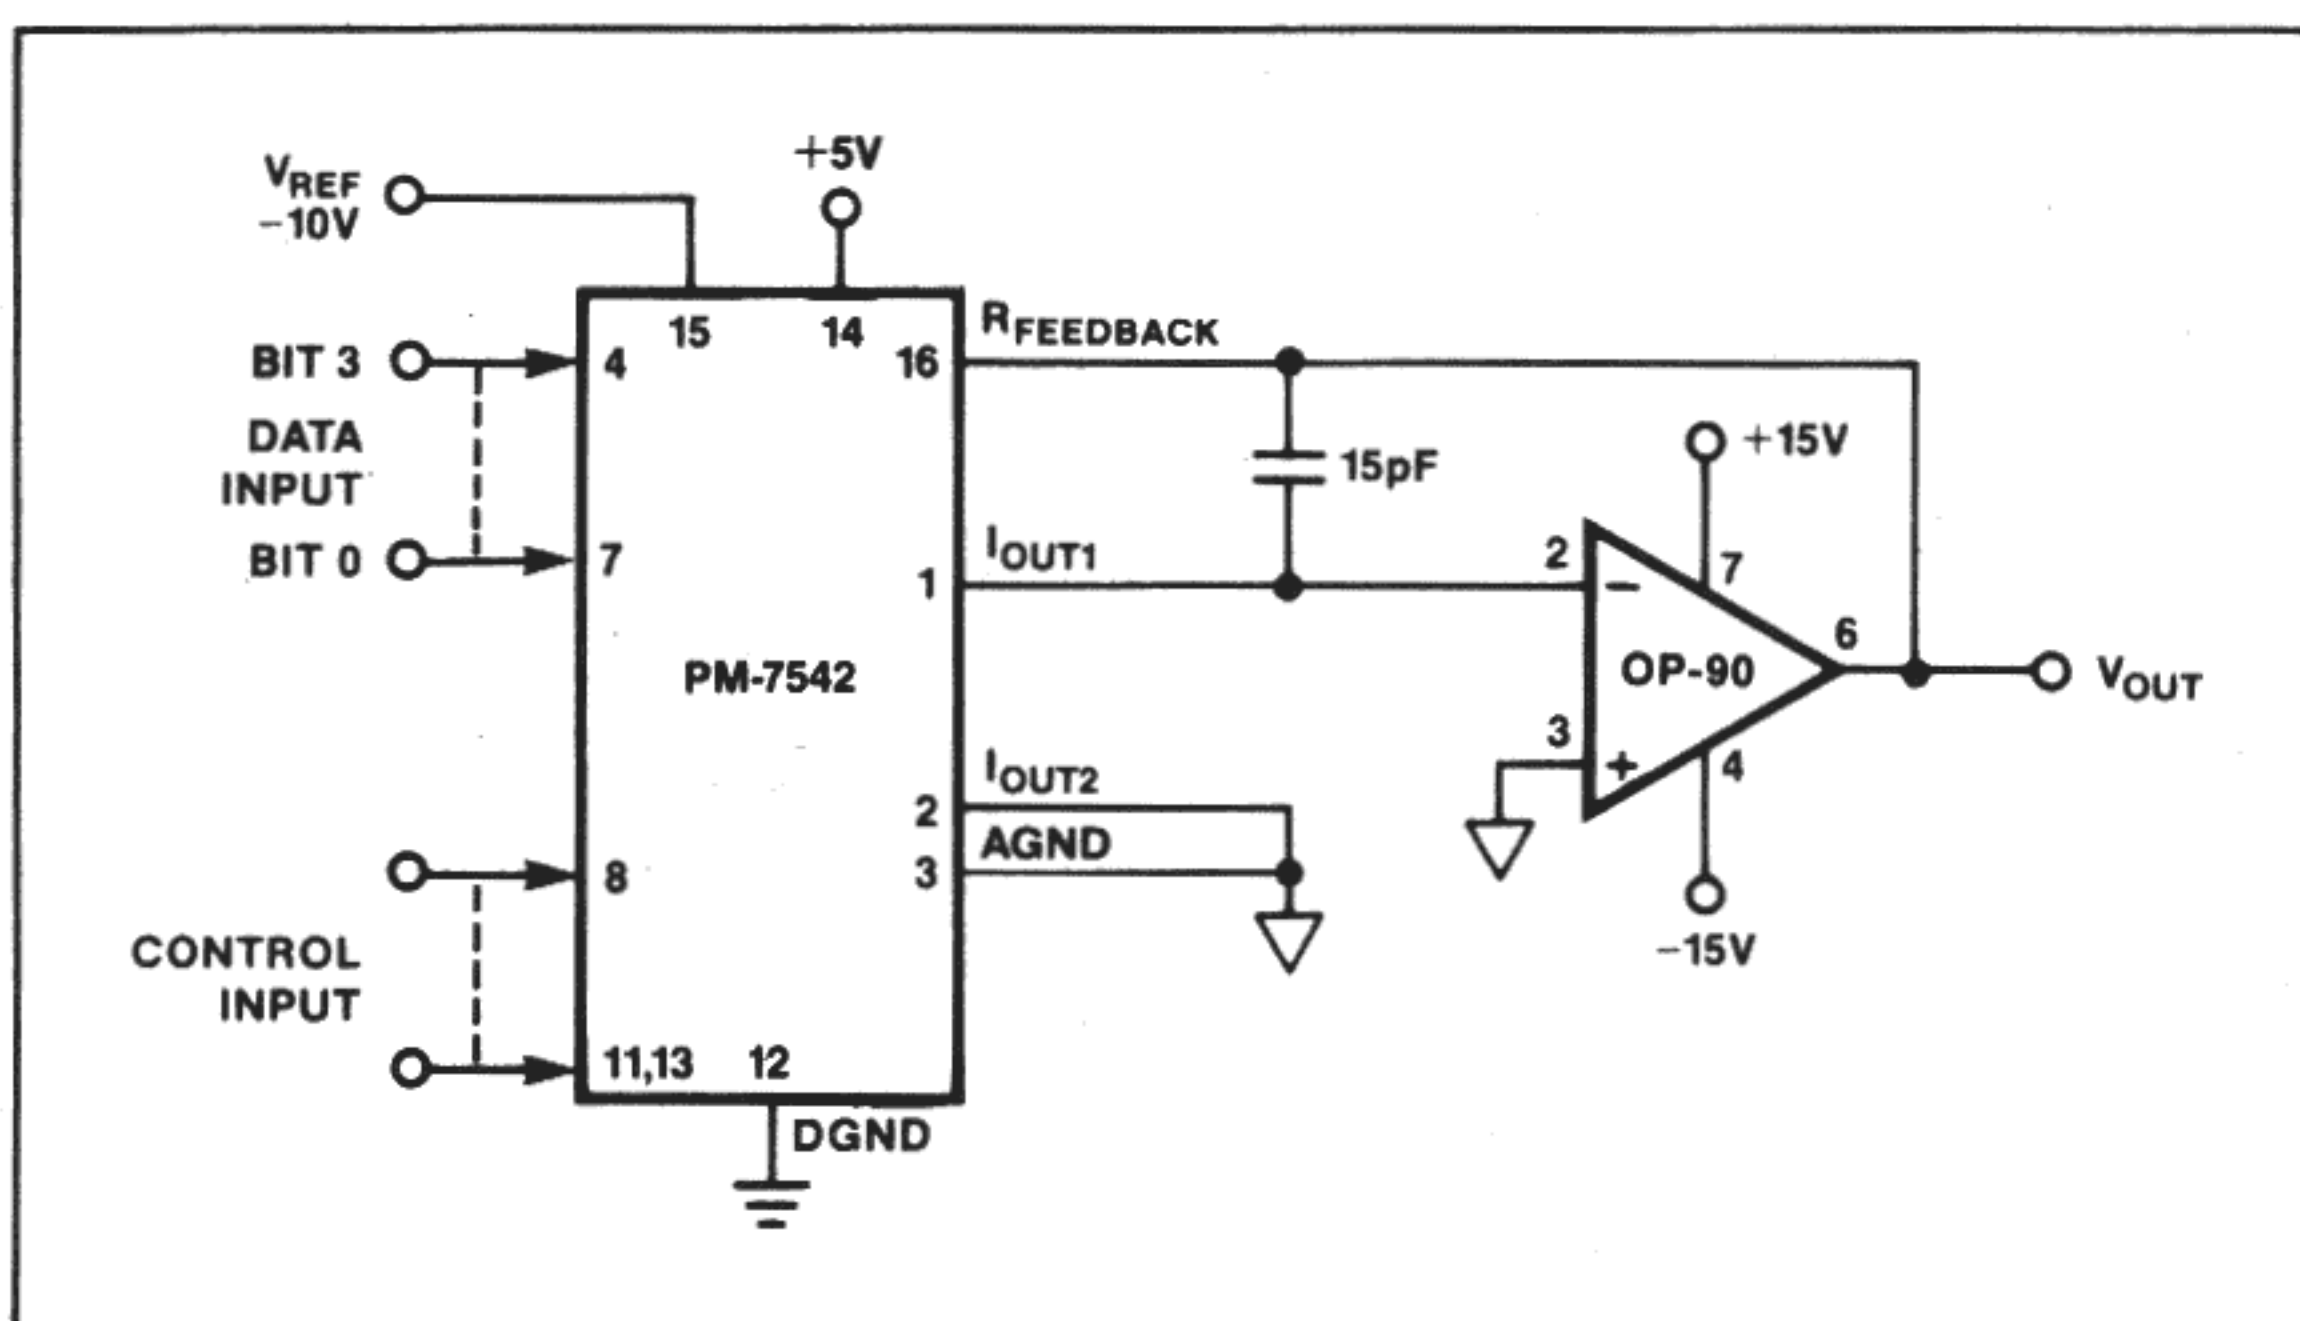 VREF
−10V
+5V
15
14
RFEEDBACK
BIT 3
4
16
DATA
INPUT
15pF
+15V
BIT 0
7
IOUT1
1
2
−
7
PM-7542
OP-90
6
VOUT
3
+
4
IOUT2
2
AGND
3
8
−15V
CONTROL
INPUT
11,13
12
DGND